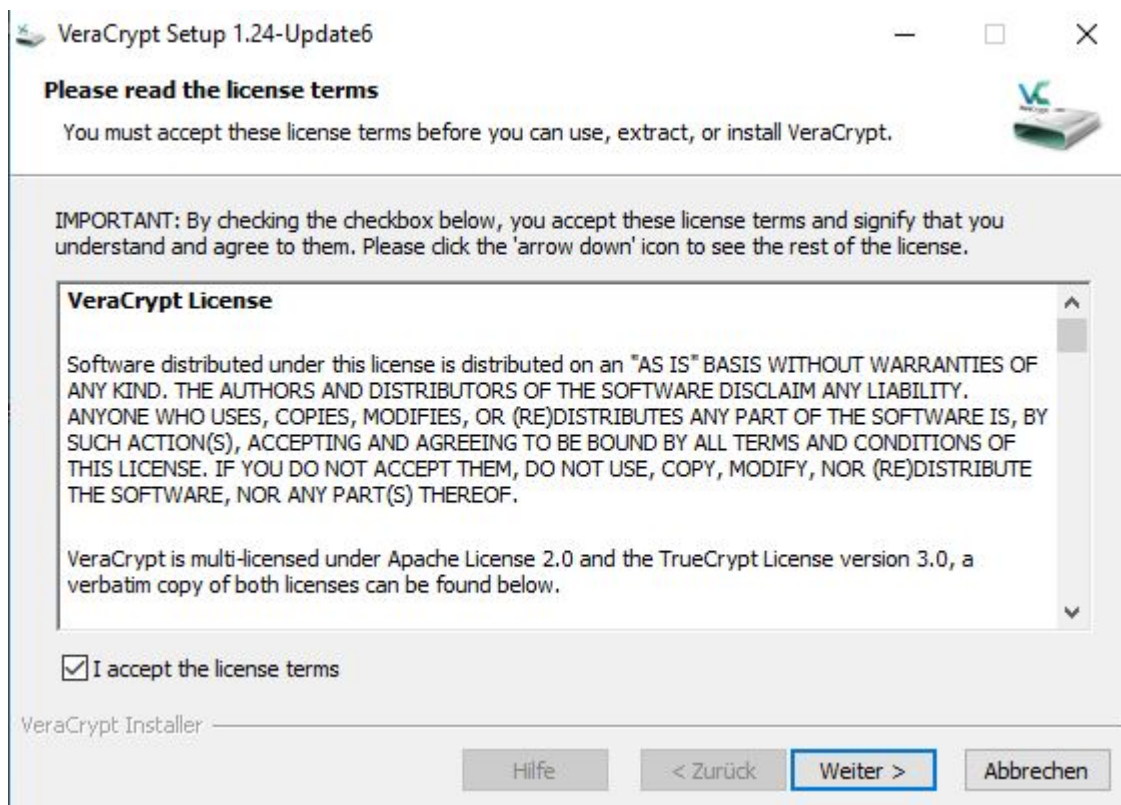 VeraCrypt Setup 1.24-Update6
Please read the license terms
You must accept these license terms before you can use, extract, or install VeraCrypt.
IMPORTANT: By checking the checkbox below, you accept these license terms and signify that you
understand and agree to them. Please click the 'arrow down' icon to see the rest of the license.
VeraCrypt License
Software distributed under this license is distributed on an "AS IS" BASIS WITHOUT WARRANTIES OF
ANY KIND. THE AUTHORS AND DISTRIBUTORS OF THE SOFTWARE DISCLAIM ANY LIABILITY.
ANYONE WHO USES, COPIES, MODIFIES, OR (RE)DISTRIBUTES ANY PART OF THE SOFTWARE IS, BY
SUCH ACTION(S), ACCEPTING AND AGREEING TO BE BOUND BY ALL TERMS AND CONDITIONS OF
THIS LICENSE. IF YOU DO NOT ACCEPT THEM, DO NOT USE, COPY, MODIFY, NOR (RE)DISTRIBUTE
THE SOFTWARE, NOR ANY PART(S) THEREOF.
VeraCrypt is multi-licensed under Apache License 2.0 and the TrueCrypt License version 3.0, a
verbatim copy of both licenses can be found below.
I accept the license terms
VeraCrypt Installer
Hilfe
< Zurück
Weiter >
Abbrechen